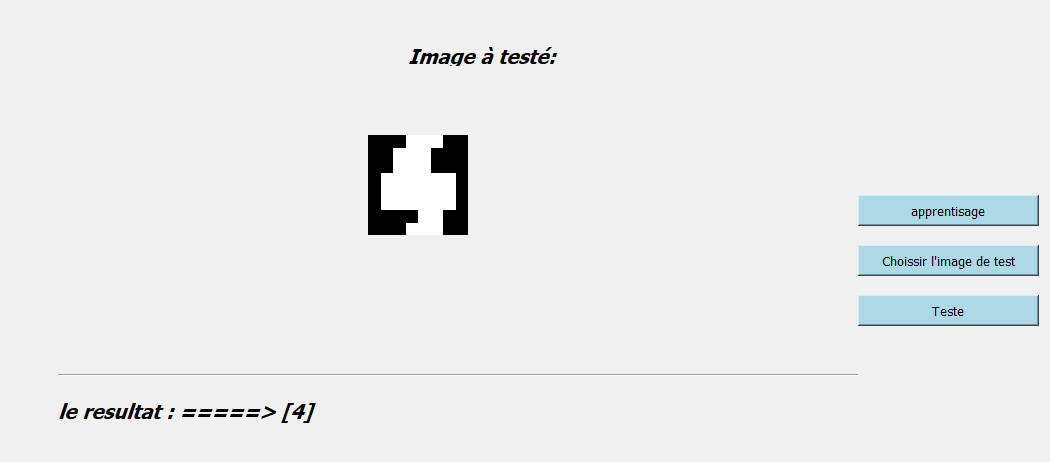 Image à testé:
apprentisage
Choissir l'image de test
Teste
le resultat : =====> [4]